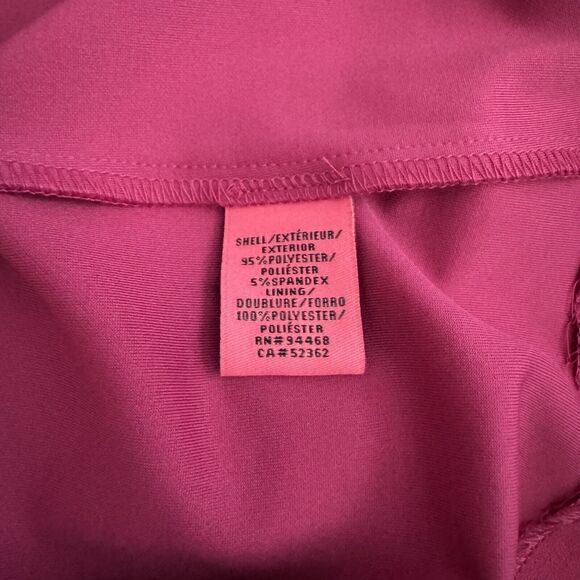 SHELL/EXTÉRIEUR/
EXTERIOR
95%POLYESTER/
POLIÉSTER
5%SPANDEX
LINING/
DOUBLURE/FORRO
100%POLYESTER/
POLIÉSTER
RN#94468
CA#52362